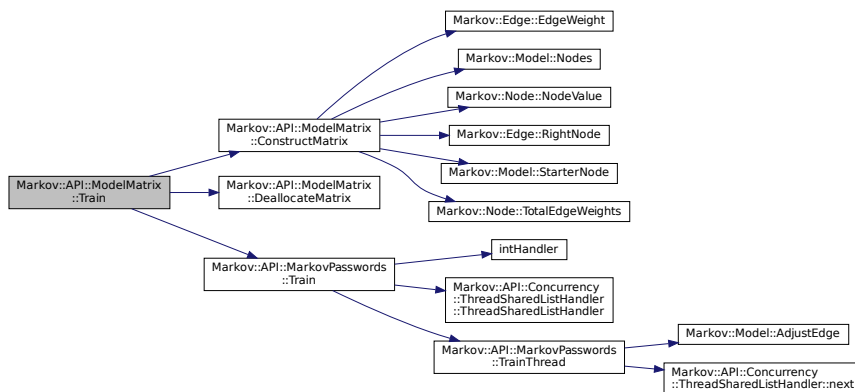 Markov::API::ModelMatrix
::Train
Markov::API::ModelMatrix
::ConstructMatrix
Markov::Edge::EdgeWeight
Markov::Model::Nodes
Markov::Node::NodeValue
Markov::Edge::RightNode
Markov::Model::StarterNode
Markov::Node::TotalEdgeWeights
Markov::API::ModelMatrix
::DeallocateMatrix
Markov::API::MarkovPasswords
::Train
intHandler
Markov::API::Concurrency
::ThreadSharedListHandler
::ThreadSharedListHandler
Markov::API::MarkovPasswords
::TrainThread
Markov::Model::AdjustEdge
Markov::API::Concurrency
::ThreadSharedListHandler::next